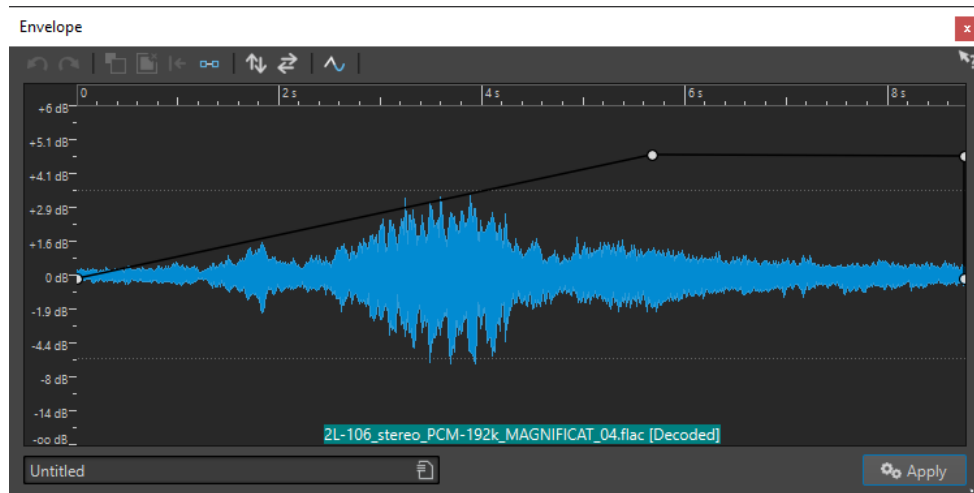 Envelope
x
0 2 s 4 s 6 s 8 s
+6 dB
+5.1 dB
+4.1 dB
+2.9 dB
+1.6 dB
0 dB
-1.9 dB
-4.4 dB
-8 dB
-14 dB
-oo dB
2L-106_stereo_PCM-192k_MAGNIFICAT_04.flac [Decoded]
Untitled
Apply